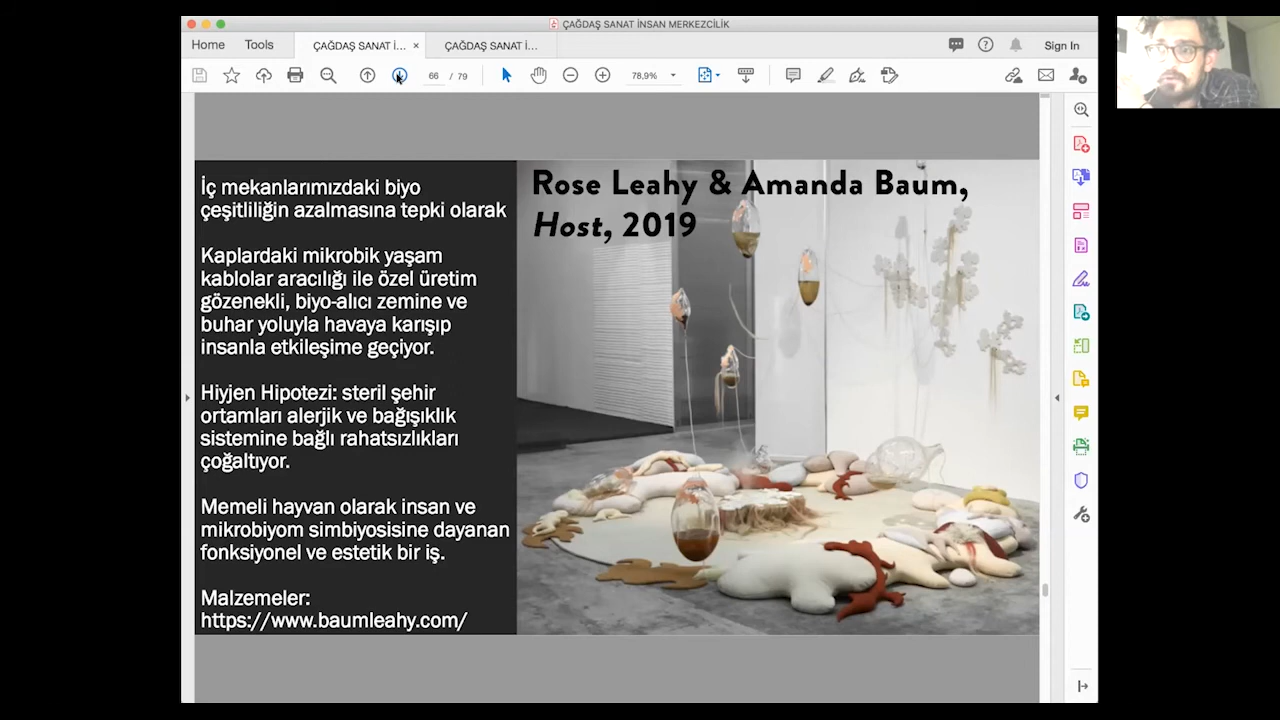 ÇAĞDAŞ SANAT İNSAN MERKEZCİLİK
Home
Tools
ÇAĞDAŞ SANAT İ...
ÇAĞDAŞ SANAT İ...
Sign In
66 / 79
78,9%
İç mekanlarımızdaki biyo
çeşitliliğin azalmasına tepki olarak
Kaplardaki mikrobik yaşam
kablolar aracılığı ile özel üretim
gözenekli, biyo-alıcı zemine ve
buhar yoluyla havaya karışıp
insanla etkileşime geçiyor.
Hiyjen Hipotezi: steril şehir
ortamları alerjik ve bağışıklık
sistemine bağlı rahatsızlıkları
çoğaltıyor.
Memeli hayvan olarak insan ve
mikrobiyom simbiyosisine dayanan
fonksiyonel ve estetik bir iş.
Malzemeler:
https://www.baumleahy.com/
Rose Leahy & Amanda Baum,
Host, 2019